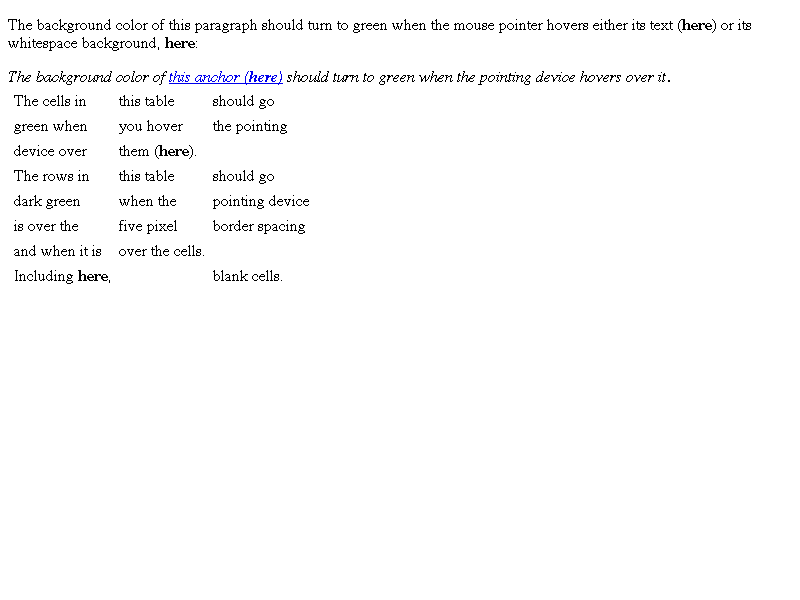 The background color of this paragraph should turn to green when the mouse pointer hovers either its text (here) or its
whitespace background, here:
The background color of this anchor (here) should turn to green when the pointing device hovers over it.
The cells in this table should go
green when you hover the pointing
device over them (here).
The rows in this table should go
dark green when the pointing device
is over the five pixel border spacing
and when it is over the cells.
Including here, blank cells.